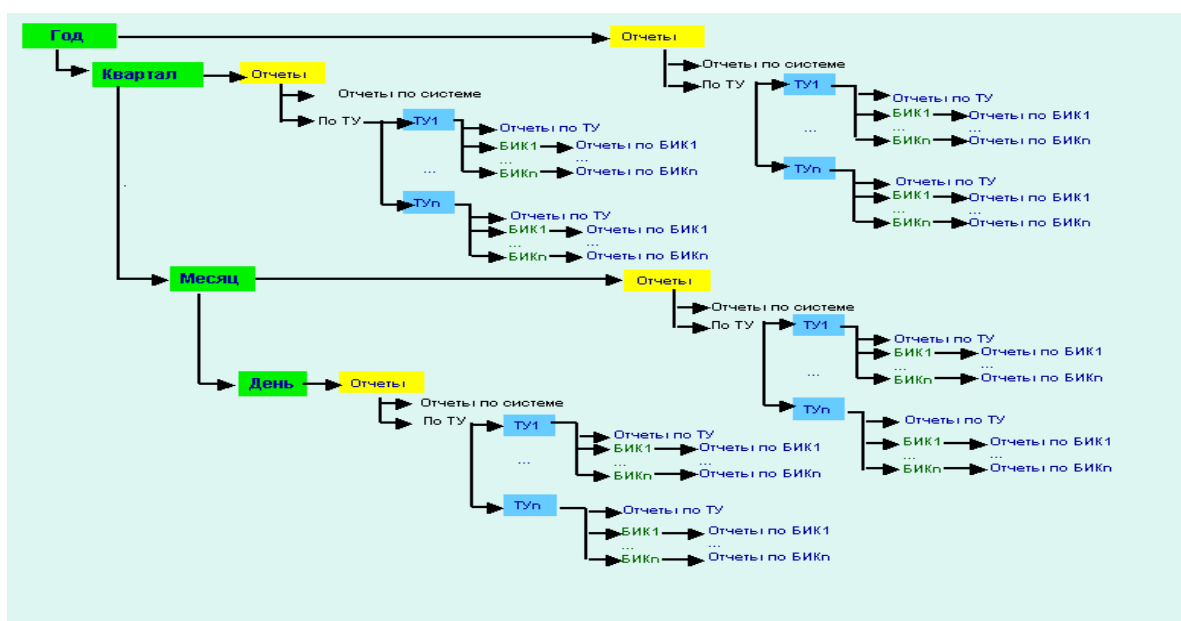 Год
Отчеты
Отчеты по системе
По ТУ
ТУ1
Отчеты по ТУ
БИК1
Отчеты по БИК1
...
...
БИКn
Отчеты по БИКn
...
ТУn
Отчеты по ТУ
БИК1
Отчеты по БИК1
...
...
БИКn
Отчеты по БИКn
Квартал
Отчеты
Отчеты по системе
По ТУ
ТУ1
Отчеты по ТУ
БИК1
Отчеты по БИК1
...
...
БИКn
Отчеты по БИКn
...
ТУn
Отчеты по ТУ
БИК1
Отчеты по БИК1
...
...
БИКn
Отчеты по БИКn
Месяц
Отчеты
Отчеты по системе
По ТУ
ТУ1
Отчеты по ТУ
БИК1
Отчеты по БИК1
...
...
БИКn
Отчеты по БИКn
...
ТУn
Отчеты по ТУ
БИК1
Отчеты по БИК1
...
...
БИКn
Отчеты по БИКn
День
Отчеты
Отчеты по системе
По ТУ
ТУ1
Отчеты по ТУ
БИК1
Отчеты по БИК1
...
...
БИКn
Отчеты по БИКn
...
ТУn
Отчеты по ТУ
БИК1
Отчеты по БИК1
...
...
БИКn
Отчеты по БИКn